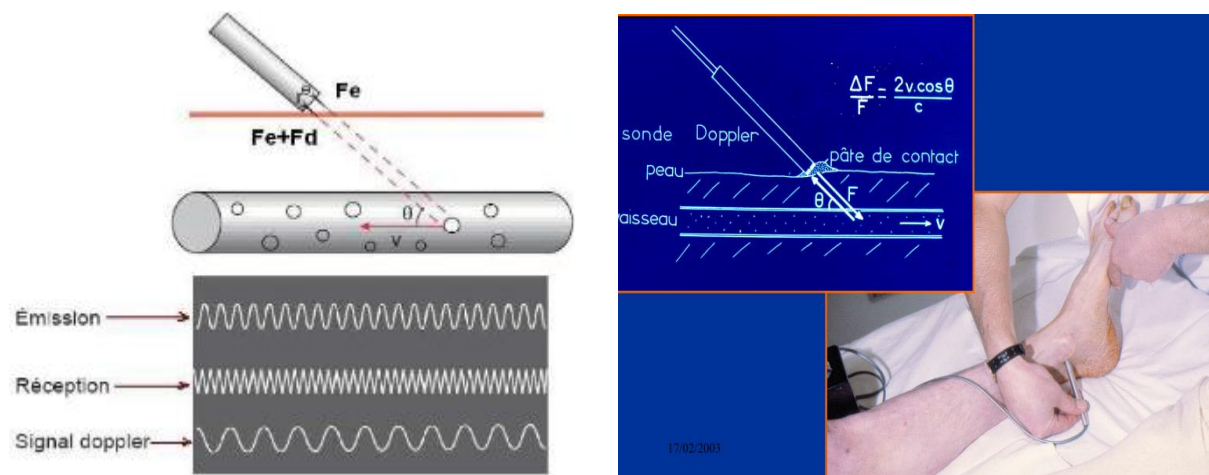 Fe
Fe+Fd
θ
v
Émission
Réception
Signal doppler
ΔF/F = 2v.cosθ/c
sonde Doppler
pâte de contact
peau
F
θ
vaisseau
v
17/02/2003